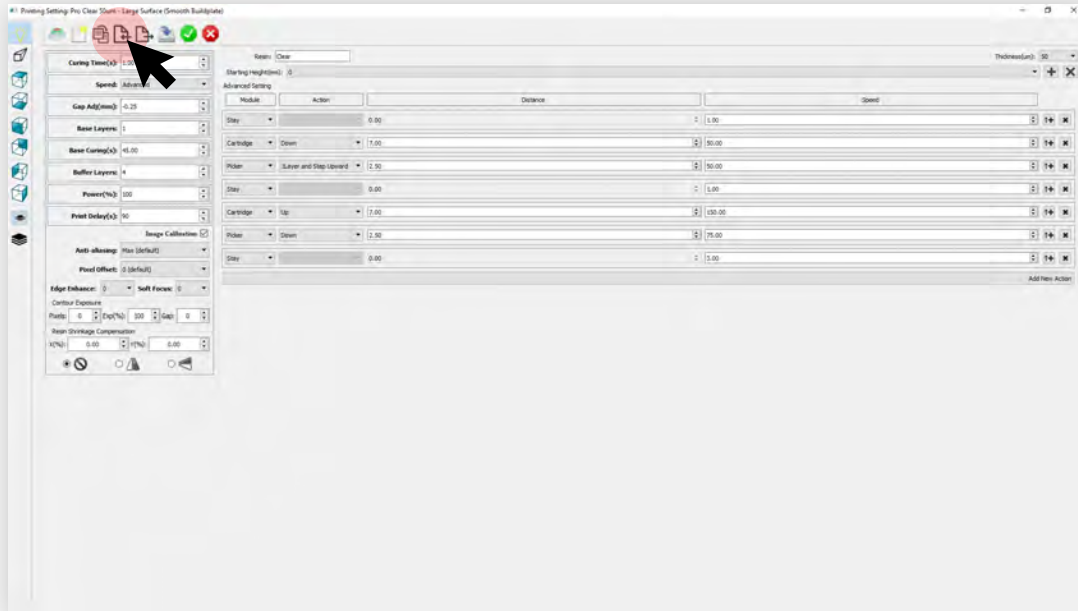 Printing Setting: Pro Clear 50um - Large Surface (Smooth Buildplate)
Curing Time(s):
Speed: Advanced
Gap Adj(mm): -0.25
Base Layers: 1
Base Curing(s): 45.00
Buffer Layers: 4
Power(%): 100
Print Delay(s): 90
Image Calibration
Anti-aliasing: Max (default)
Pixel Offset: 0 (default)
Edge Enhance: 0 Soft Focus: 0
Contour Exposure
Pixels: 0 Exp(%): 100 Gap: 0
Resin Shrinkage Compensation
X(%): 0.00 Y(%): 0.00
Resin: Clear Thickness(um): 50
Starting Height(mm): 0
Advanced Setting
Module Action Distance Speed
Stay 0.00 1.00
Cartridge Down 7.00 50.00
Picker Layer and Step Upward 2.50 50.00
Stay 0.00 1.00
Cartridge Up 7.00 150.00
Picker Down 2.50 75.00
Stay 0.00 3.00
Add New Action